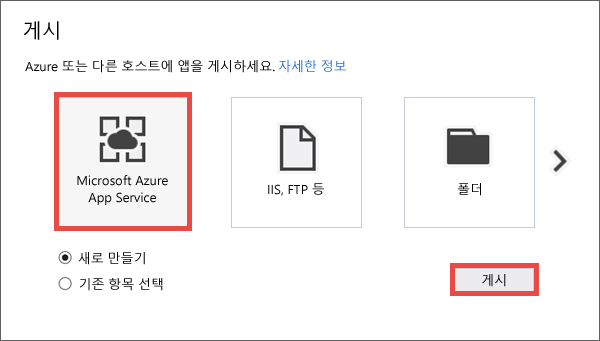 게시
Azure 또는 다른 호스트에 앱을 게시하세요. 자세한 정보
Microsoft Azure
App Service
IIS, FTP 등
폴더
새로 만들기
기존 항목 선택
게시